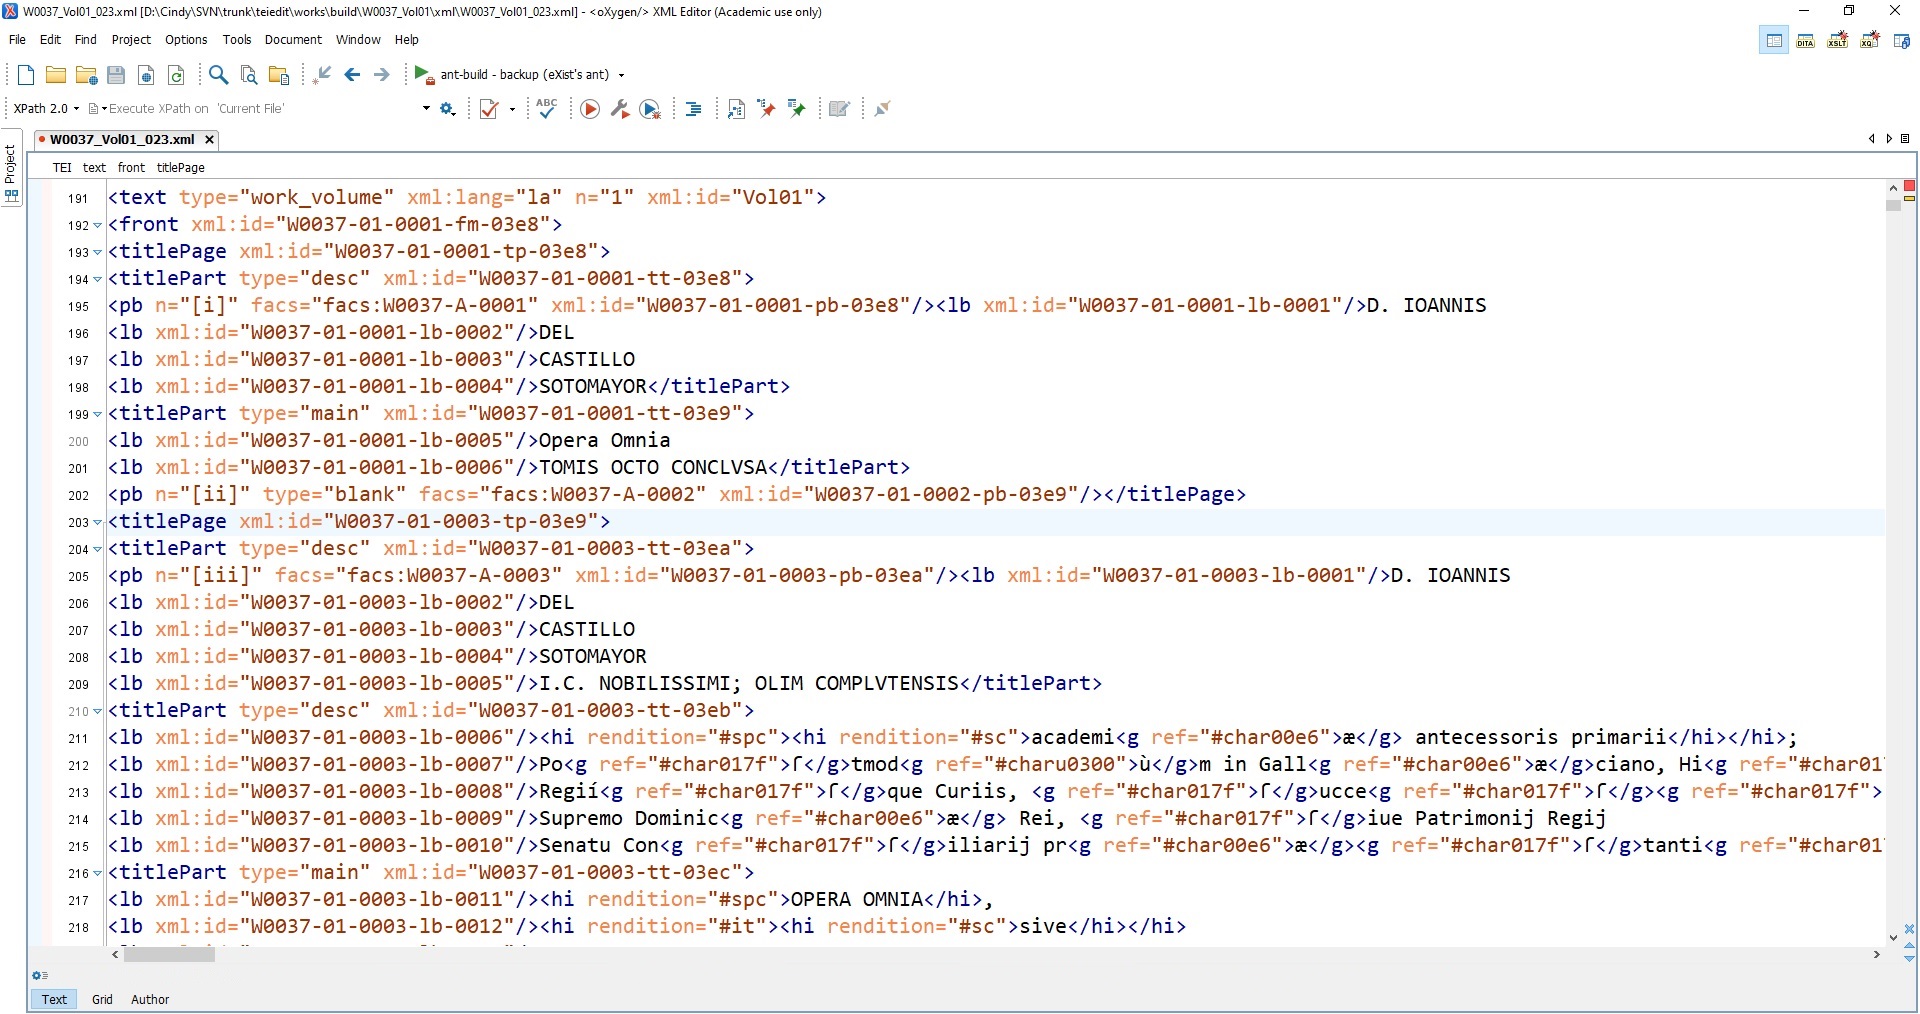 W0037_Vol01_023.xml [D:\Cindy\SVN\trunk\teiedit\works\build\W0037_Vol01\xml\W0037_Vol01_023.xml] - <oXygen/> XML Editor (Academic use only)
File Edit Find Project Options Tools Document Window Help
DITA XSLT XQ
ant-build - backup (eXist's ant)
XPath 2.0 Execute XPath on 'Current File'
ABC
W0037_Vol01_023.xml
Project
TEI text front titlePage
191 <text type="work_volume" xml:lang="la" n="1" xml:id="Vol01">
192 <front xml:id="W0037-01-0001-fm-03e8">
193 <titlePage xml:id="W0037-01-0001-tp-03e8">
194 <titlePart type="desc" xml:id="W0037-01-0001-tt-03e8">
195 <pb n="[i]" facs="facs:W0037-A-0001" xml:id="W0037-01-0001-pb-03e8"/><lb xml:id="W0037-01-0001-lb-0001"/>D. IOANNIS
196 <lb xml:id="W0037-01-0001-lb-0002"/>DEL
197 <lb xml:id="W0037-01-0001-lb-0003"/>CASTILLO
198 <lb xml:id="W0037-01-0001-lb-0004"/>SOTOMAYOR</titlePart>
199 <titlePart type="main" xml:id="W0037-01-0001-tt-03e9">
200 <lb xml:id="W0037-01-0001-lb-0005"/>Opera Omnia
201 <lb xml:id="W0037-01-0001-lb-0006"/>TOMIS OCTO CONCLVSA</titlePart>
202 <pb n="[ii]" type="blank" facs="facs:W0037-A-0002" xml:id="W0037-01-0002-pb-03e9"/></titlePage>
203 <titlePage xml:id="W0037-01-0003-tp-03e9">
204 <titlePart type="desc" xml:id="W0037-01-0003-tt-03ea">
205 <pb n="[iii]" facs="facs:W0037-A-0003" xml:id="W0037-01-0003-pb-03ea"/><lb xml:id="W0037-01-0003-lb-0001"/>D. IOANNIS
206 <lb xml:id="W0037-01-0003-lb-0002"/>DEL
207 <lb xml:id="W0037-01-0003-lb-0003"/>CASTILLO
208 <lb xml:id="W0037-01-0003-lb-0004"/>SOTOMAYOR
209 <lb xml:id="W0037-01-0003-lb-0005"/>I.C. NOBILISSIMI; OLIM COMPLVTENSIS</titlePart>
210 <titlePart type="desc" xml:id="W0037-01-0003-tt-03eb">
211 <lb xml:id="W0037-01-0003-lb-0006"/><hi rendition="#spc"><hi rendition="#sc">academi<g ref="#char00e6">æ</g> antecessoris primarii</hi></hi>;
212 <lb xml:id="W0037-01-0003-lb-0007"/>Po<g ref="#char017f">ſ</g>tmod<g ref="#charu0300">ù</g>m in Gall<g ref="#char00e6">æ</g>ciano, Hi<g ref="#char01
213 <lb xml:id="W0037-01-0003-lb-0008"/>Regií<g ref="#char017f">ſ</g>que Curiis, <g ref="#char017f">ſ</g>ucce<g ref="#char017f">ſ</g><g ref="#char017f">
214 <lb xml:id="W0037-01-0003-lb-0009"/>Supremo Dominic<g ref="#char00e6">æ</g> Rei, <g ref="#char017f">ſ</g>iue Patrimonij Regij
215 <lb xml:id="W0037-01-0003-lb-0010"/>Senatu Con<g ref="#char017f">ſ</g>iliarij pr<g ref="#char00e6">æ</g><g ref="#char017f">ſ</g>tanti<g ref="#char01
216 <titlePart type="main" xml:id="W0037-01-0003-tt-03ec">
217 <lb xml:id="W0037-01-0003-lb-0011"/><hi rendition="#spc">OPERA OMNIA</hi>,
218 <lb xml:id="W0037-01-0003-lb-0012"/><hi rendition="#it"><hi rendition="#sc">sive</hi></hi>
Text Grid Author